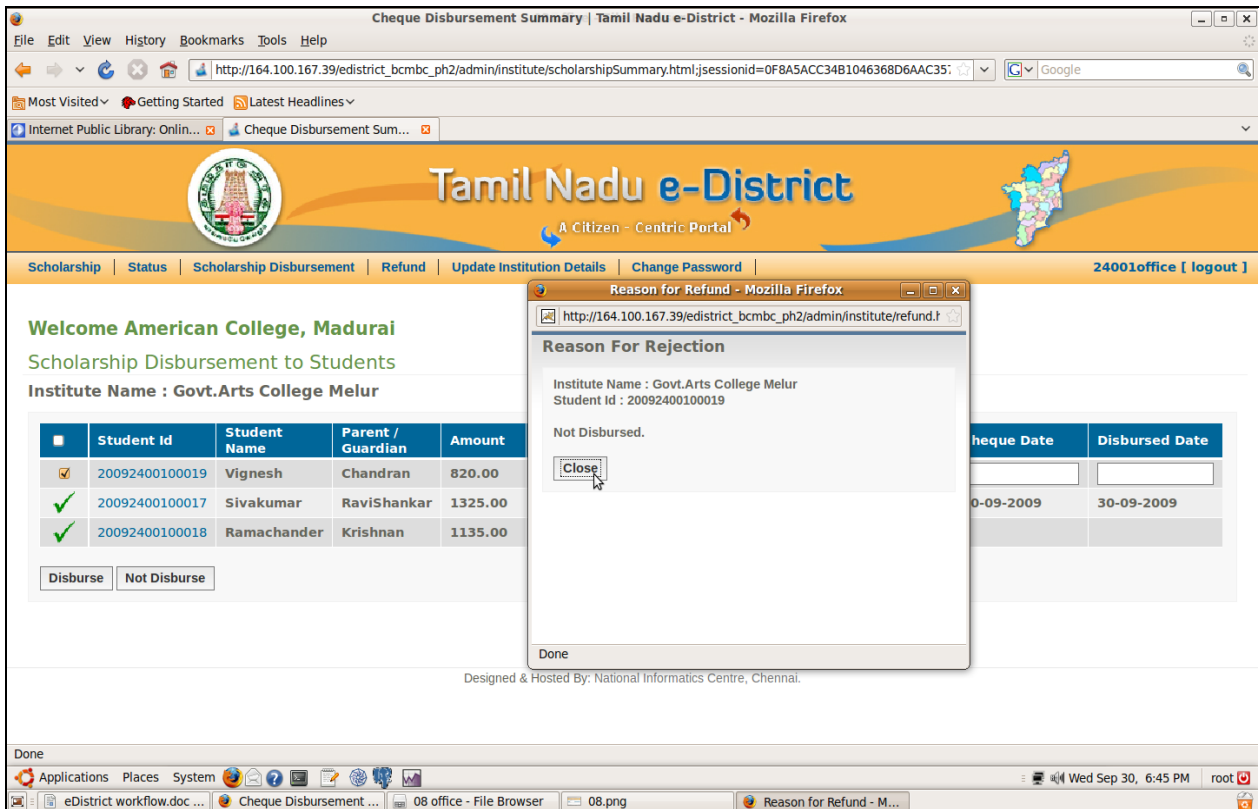 Cheque Disbursement Summary | Tamil Nadu e-District - Mozilla Firefox
File Edit View History Bookmarks Tools Help
http://164.100.167.39/edistrict_bcmbc_ph2/admin/institute/scholarshipSummary.html;jsessionid=0F8A5ACC34B1046368D6AAC357 Google
Most Visited Getting Started Latest Headlines
Internet Public Library: Onlin... Cheque Disbursement Sum...
Tamil Nadu e-District
A Citizen - Centric Portal
Scholarship | Status | Scholarship Disbursement | Refund | Update Institution Details | Change Password | 24001office [ logout ]
Welcome American College, Madurai
Scholarship Disbursement to Students
Institute Name : Govt.Arts College Melur
Student Id Student Name Parent / Guardian Amount heque Date Disbursed Date
20092400100019 Vignesh Chandran 820.00
20092400100017 Sivakumar RaviShankar 1325.00 0-09-2009 30-09-2009
20092400100018 Ramachander Krishnan 1135.00
Disburse Not Disburse
Reason for Refund - Mozilla Firefox
http://164.100.167.39/edistrict_bcmbc_ph2/admin/institute/refund.h
Reason For Rejection
Institute Name : Govt.Arts College Melur
Student Id : 20092400100019
Not Disbursed.
Close
Done
Designed & Hosted By: National Informatics Centre, Chennai.
Done
Applications Places System Wed Sep 30, 6:45 PM root
eDistrict workflow.doc ... Cheque Disbursement ... 08 office - File Browser 08.png Reason for Refund - M...